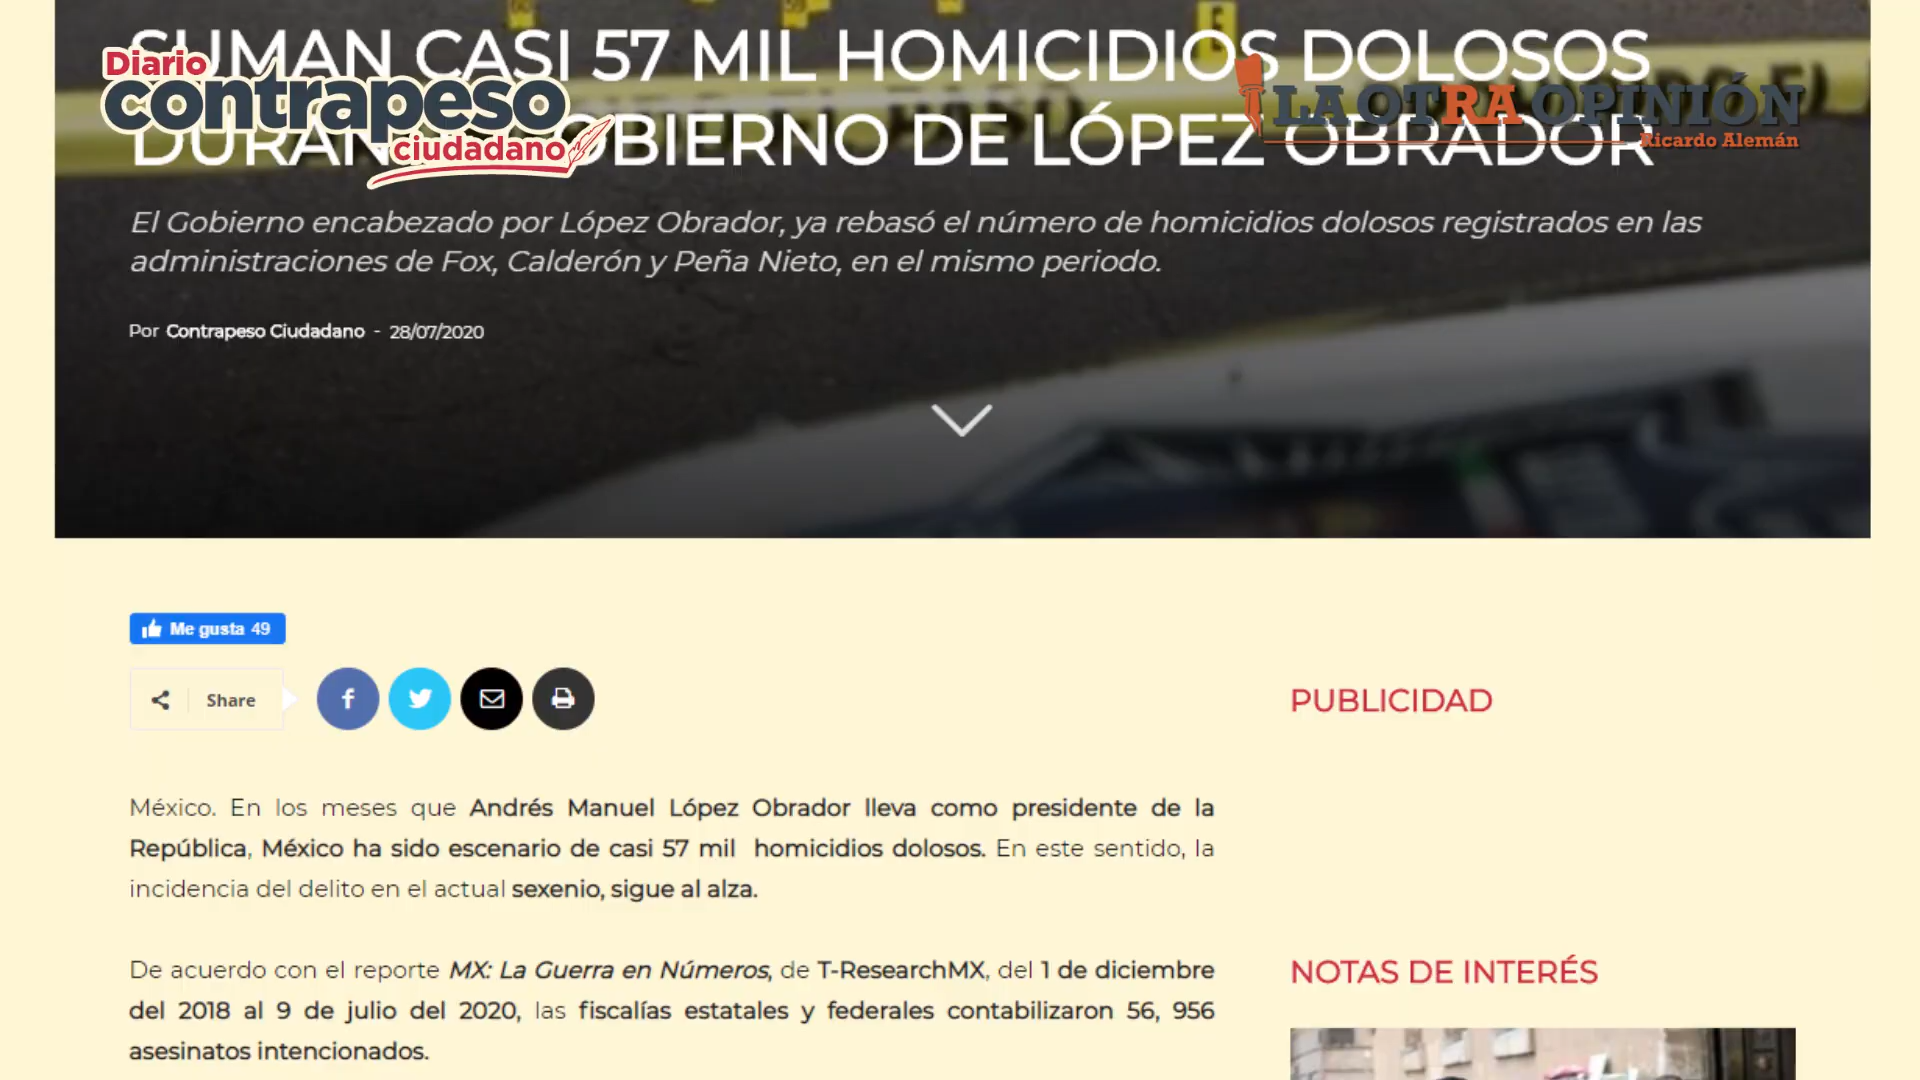 SUMAN CASI 57 MIL HOMICIDIOS DOLOSOS
Diario
contrapeso
ciudadano
LA OTRA OPINIÓN
Ricardo Alemán
GOBIERNO DE LÓPEZ OBRADOR
El Gobierno encabezado por López Obrador, ya rebasó el número de homicidios dolosos registrados en las
administraciones de Fox, Calderón y Peña Nieto, en el mismo periodo.
Por Contrapeso Ciudadano - 28/07/2020
Me gusta 49
Share
PUBLICIDAD
México. En los meses que Andrés Manuel López Obrador lleva como presidente de la
República, México ha sido escenario de casi 57 mil homicidios dolosos. En este sentido, la
incidencia del delito en el actual sexenio, sigue al alza.
De acuerdo con el reporte MX: La Guerra en Números, de T-ResearchMX, del 1 de diciembre
del 2018 al 9 de julio del 2020, las fiscalías estatales y federales contabilizaron 56, 956
asesinatos intencionados.
NOTAS DE INTERÉS